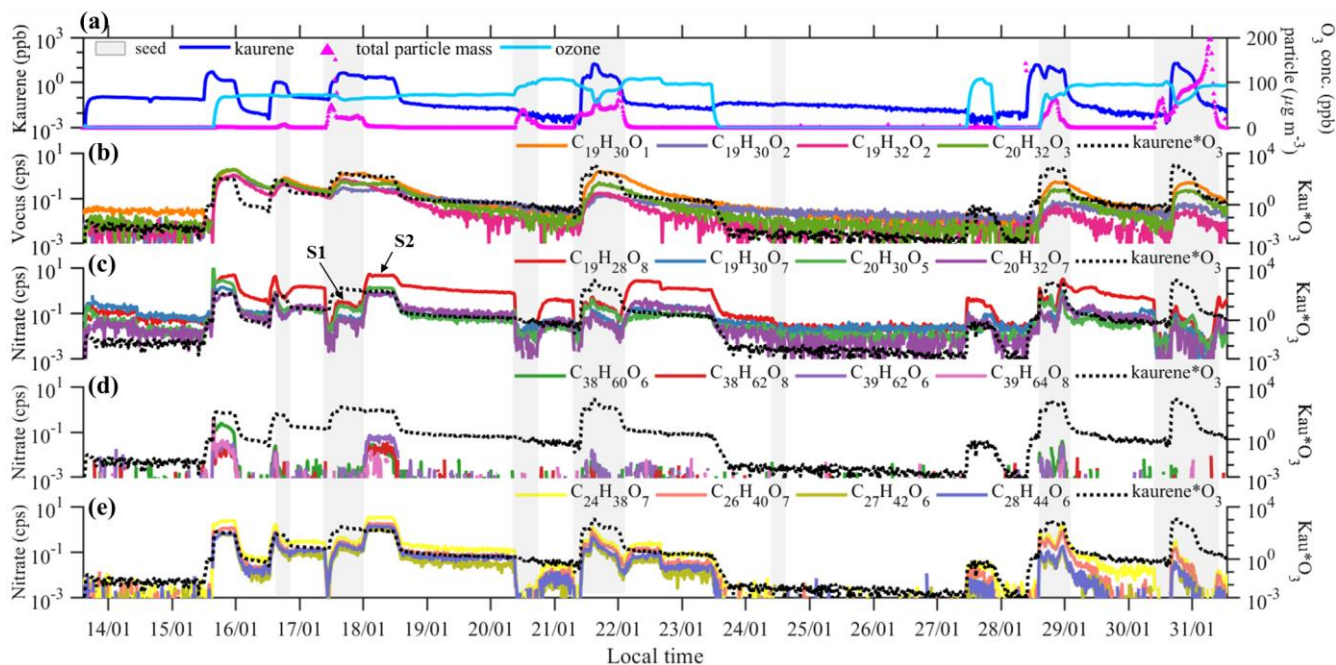 (a)
seed kaurene total particle mass ozone
Kaurene (ppb)
10³
10⁰
10⁻³
200
100
0
particle (μg m⁻³)
O₃ conc. (ppb)
(b)
C₁₉H₃₀O₁ C₁₉H₃₀O₂ C₁₉H₃₂O₂ C₂₀H₃₂O₃ kaurene*O₃
Vocus (cps)
10¹
10⁻¹
10⁻³
10⁴
10⁰
10⁻³
Kau*O₃
(c)
S1
S2
C₁₉H₂₈O₈ C₁₉H₃₀O₇ C₂₀H₃₀O₅ C₂₀H₃₂O₇ kaurene*O₃
Nitrate (cps)
10¹
10⁻¹
10⁻³
10⁴
10⁰
10⁻³
Kau*O₃
(d)
C₃₈H₆₀O₆ C₃₈H₆₂O₈ C₃₉H₆₂O₆ C₃₉H₆₄O₈ kaurene*O₃
Nitrate (cps)
10¹
10⁻¹
10⁻³
10⁴
10⁰
10⁻³
Kau*O₃
(e)
C₂₄H₃₈O₇ C₂₆H₄₀O₇ C₂₇H₄₂O₆ C₂₈H₄₄O₆ kaurene*O₃
Nitrate (cps)
10¹
10⁻¹
10⁻³
10⁴
10⁰
10⁻³
Kau*O₃
14/01 15/01 16/01 17/01 18/01 19/01 20/01 21/01 22/01 23/01 24/01 25/01 26/01 27/01 28/01 29/01 30/01 31/01
Local time